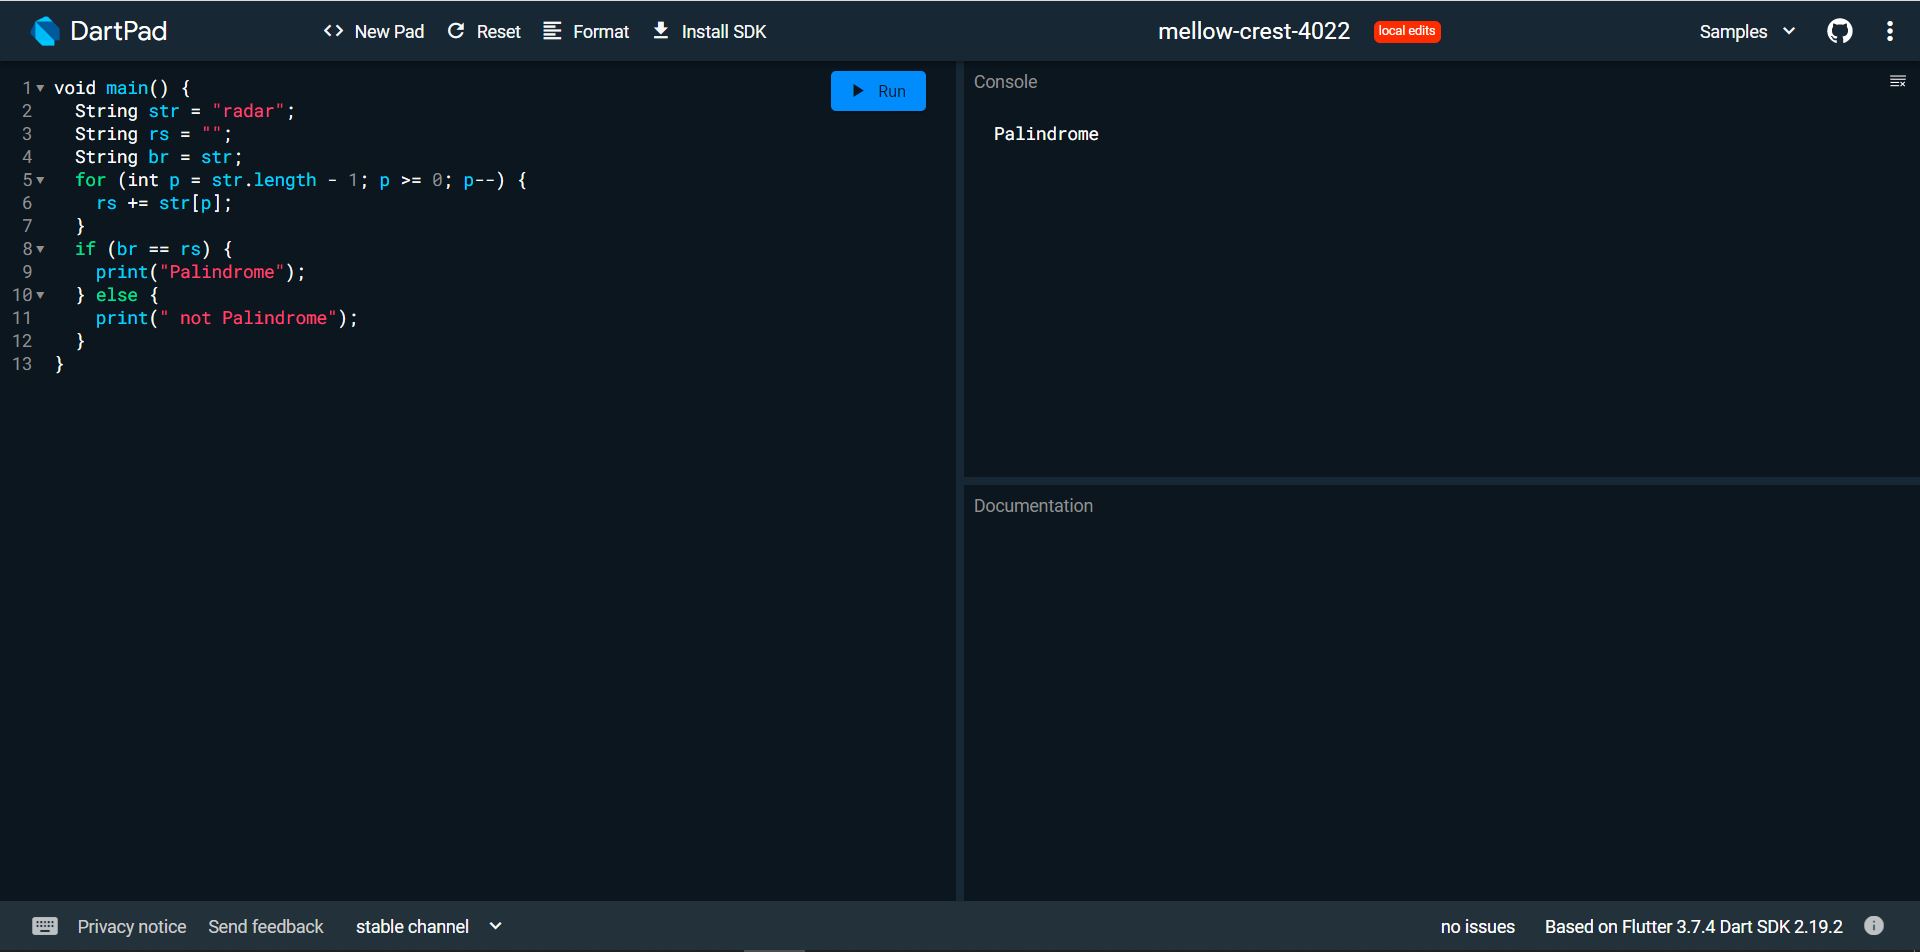 DartPad
<> New Pad
Reset
Format
Install SDK
mellow-crest-4022
local edits
Samples
1 void main() {
2   String str = "radar";
3   String rs = "";
4   String br = str;
5   for (int p = str.length - 1; p >= 0; p--) {
6     rs += str[p];
7   }
8   if (br == rs) {
9     print("Palindrome");
10   } else {
11     print(" not Palindrome");
12   }
13 }
Run
Console
Palindrome
Documentation
Privacy notice
Send feedback
stable channel
no issues
Based on Flutter 3.7.4 Dart SDK 2.19.2